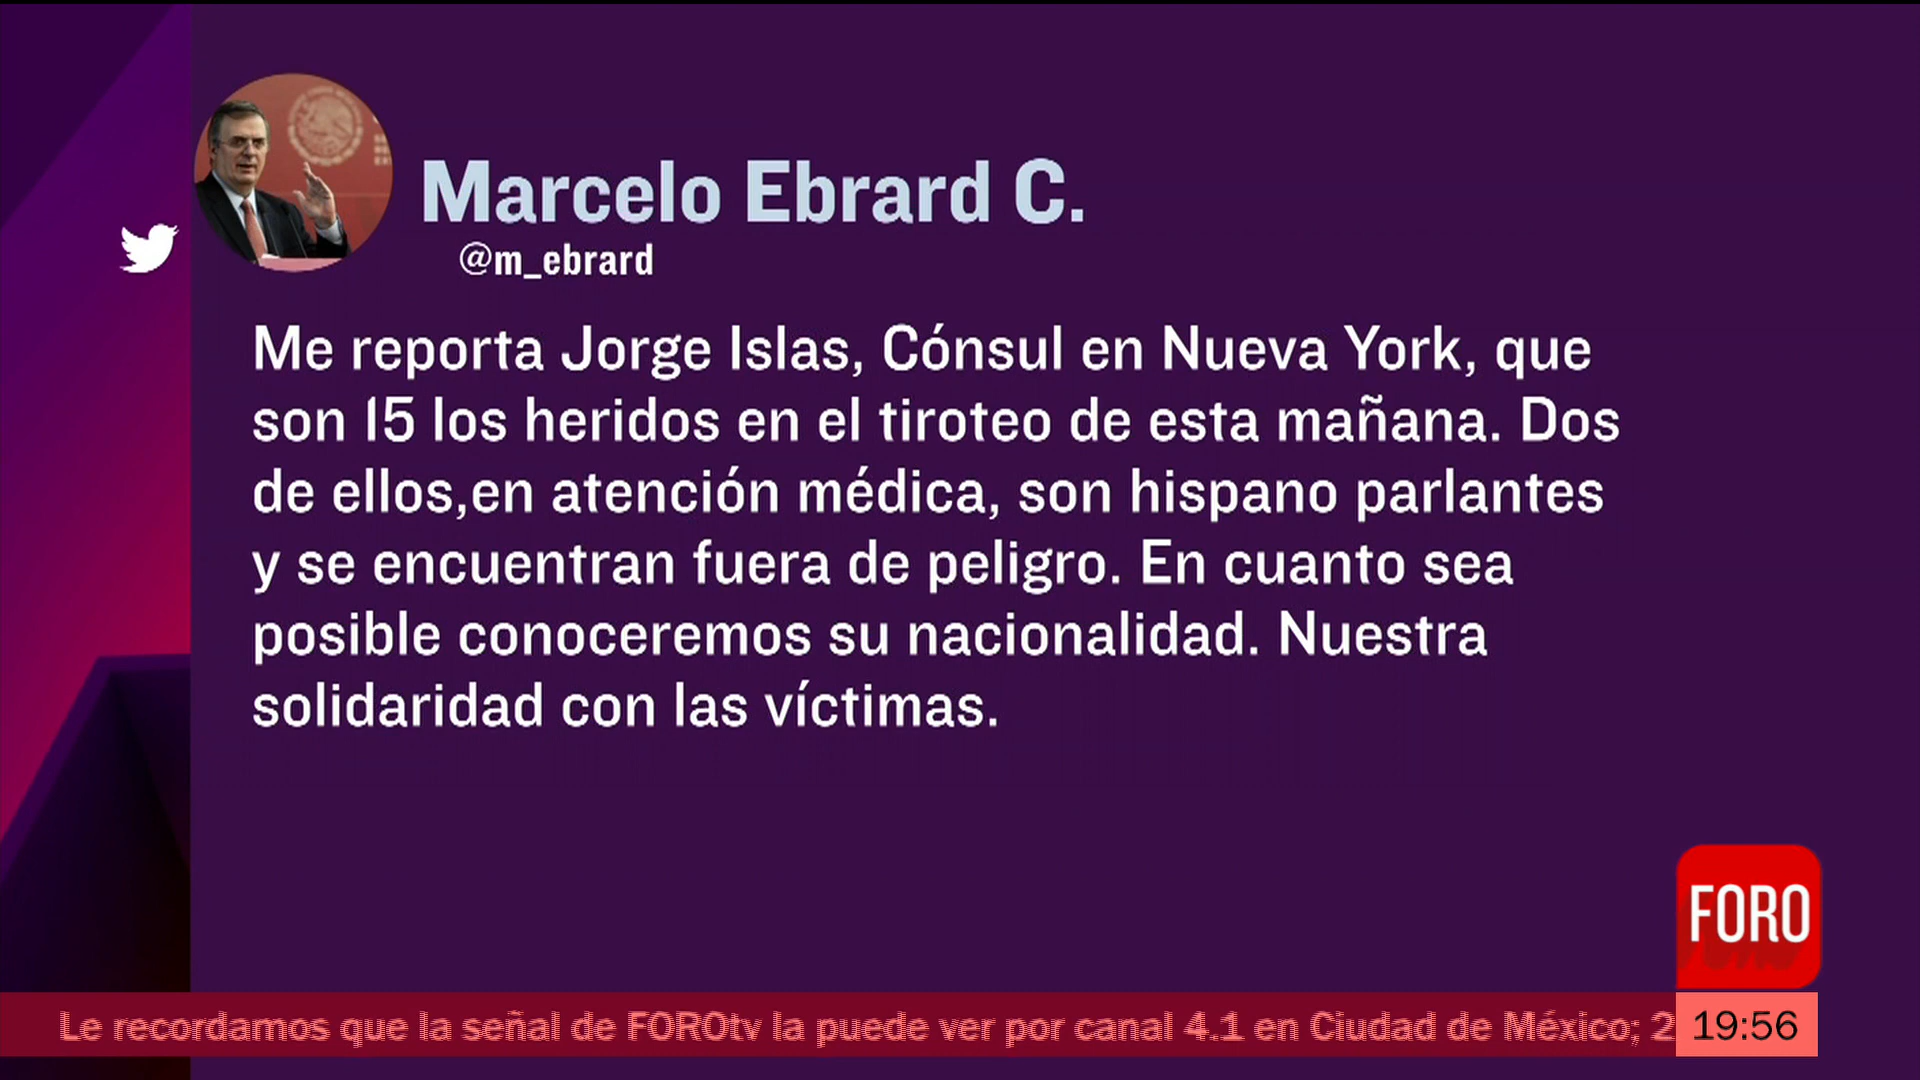 Marcelo Ebrard C.
@m_ebrard
Me reporta Jorge Islas, Cónsul en Nueva York, que
son 15 los heridos en el tiroteo de esta mañana. Dos
de ellos,en atención médica, son hispano parlantes
y se encuentran fuera de peligro. En cuanto sea
posible conoceremos su nacionalidad. Nuestra
solidaridad con las víctimas.
FORO
Le recordamos que la señal de FOROtv la puede ver por canal 4.1 en Ciudad de México; 2
19:56